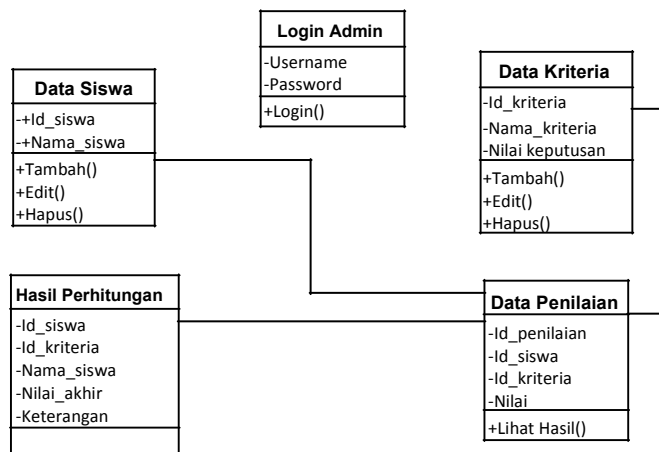 Login Admin
-Username
-Password
+Login()
Data Siswa
-+Id_siswa
-+Nama_siswa
+Tambah()
+Edit()
+Hapus()
Data Kriteria
-Id_kriteria
-Nama_kriteria
-Nilai keputusan
+Tambah()
+Edit()
+Hapus()
Hasil Perhitungan
-Id_siswa
-Id_kriteria
-Nama_siswa
-Nilai_akhir
-Keterangan
Data Penilaian
-Id_penilaian
-Id_siswa
-Id_kriteria
-Nilai
+Lihat Hasil()